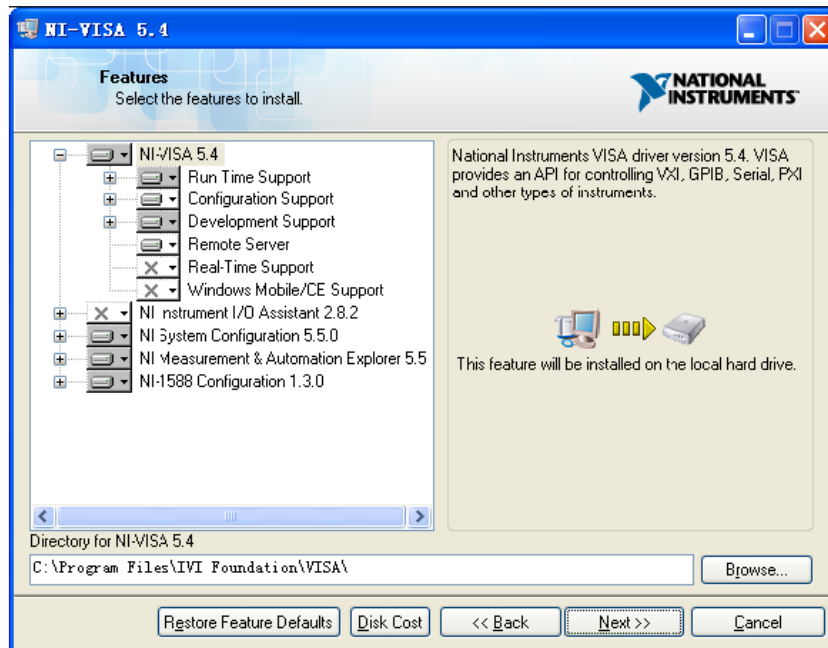 NI-VISA 5.4
Features
Select the features to install.
NATIONAL
INSTRUMENTS™
NI-VISA 5.4
Run Time Support
Configuration Support
Development Support
Remote Server
Real-Time Support
Windows Mobile/CE Support
NI Instrument I/O Assistant 2.8.2
NI System Configuration 5.5.0
NI Measurement & Automation Explorer 5.5
NI-1588 Configuration 1.3.0
National Instruments VISA driver version 5.4. VISA
provides an API for controlling VXI, GPIB, Serial, PXI
and other types of instruments.
This feature will be installed on the local hard drive.
Directory for NI-VISA 5.4
C:\Program Files\IVI Foundation\VISA\
Browse...
Restore Feature Defaults
Disk Cost
<< Back
Next >>
Cancel